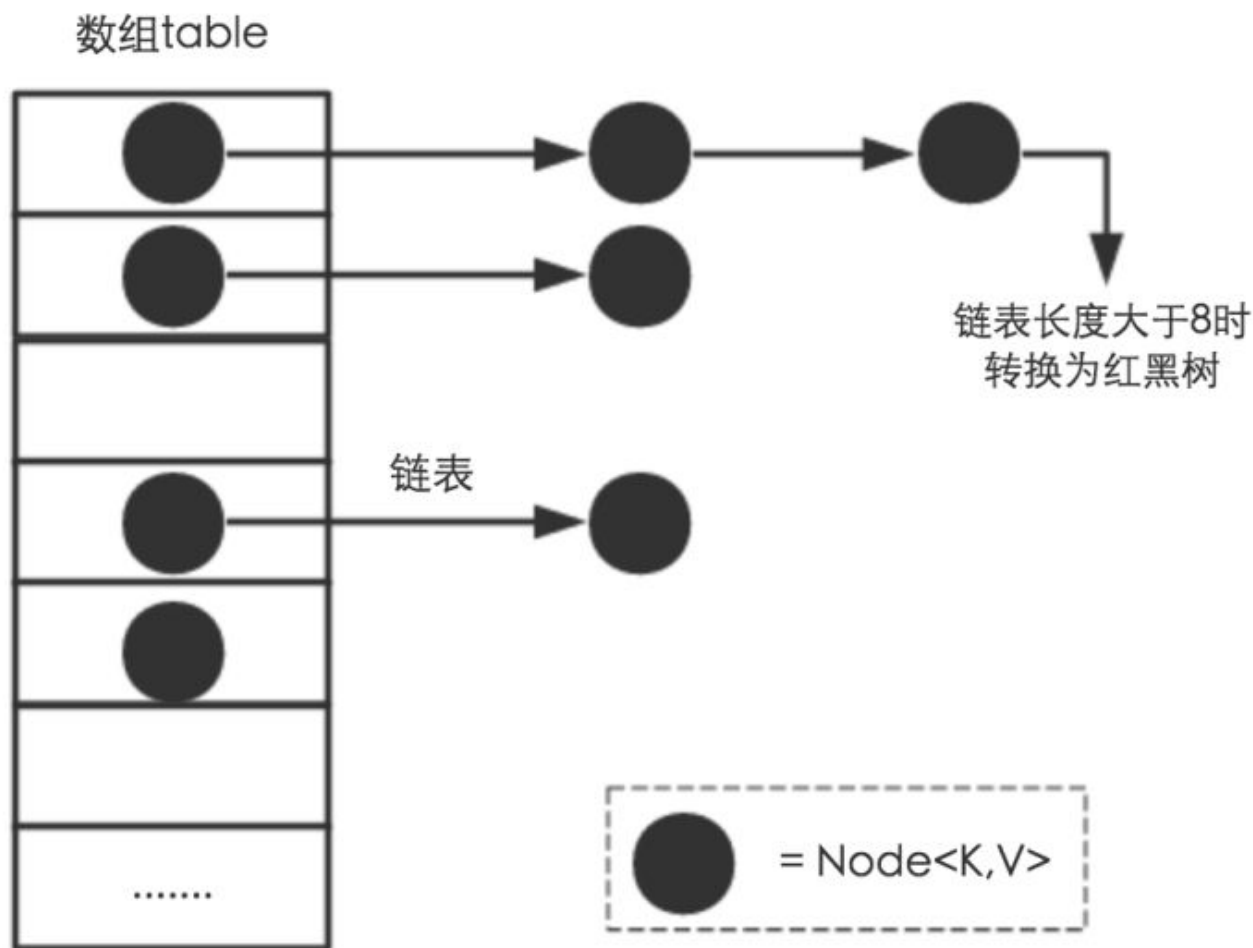 数组table
链表长度大于8时
转换为红黑树
链表
= Node<K,V>
.......